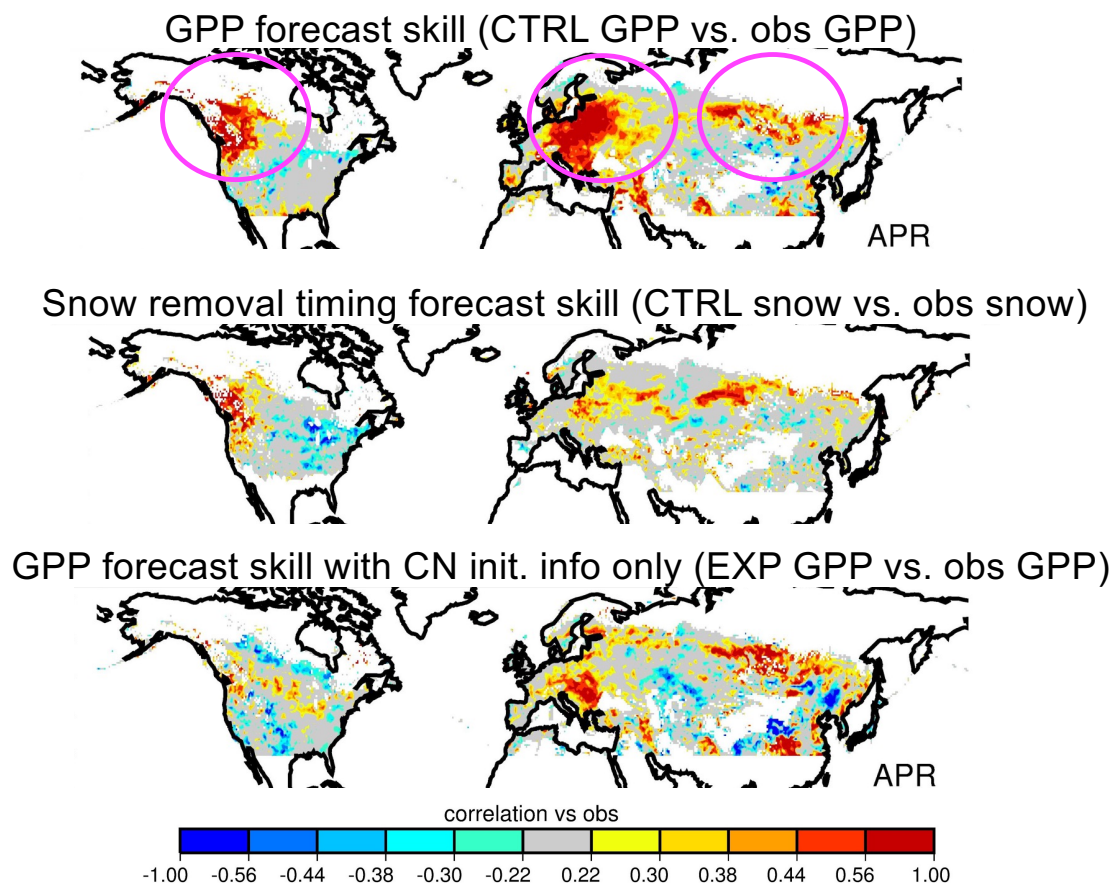 GPP forecast skill (CTRL GPP vs. obs GPP)
APR
Snow removal timing forecast skill (CTRL snow vs. obs snow)
GPP forecast skill with CN init. info only (EXP GPP vs. obs GPP)
APR
correlation vs obs
-1.00 -0.56 -0.44 -0.38 -0.30 -0.22 0.22 0.30 0.38 0.44 0.56 1.00